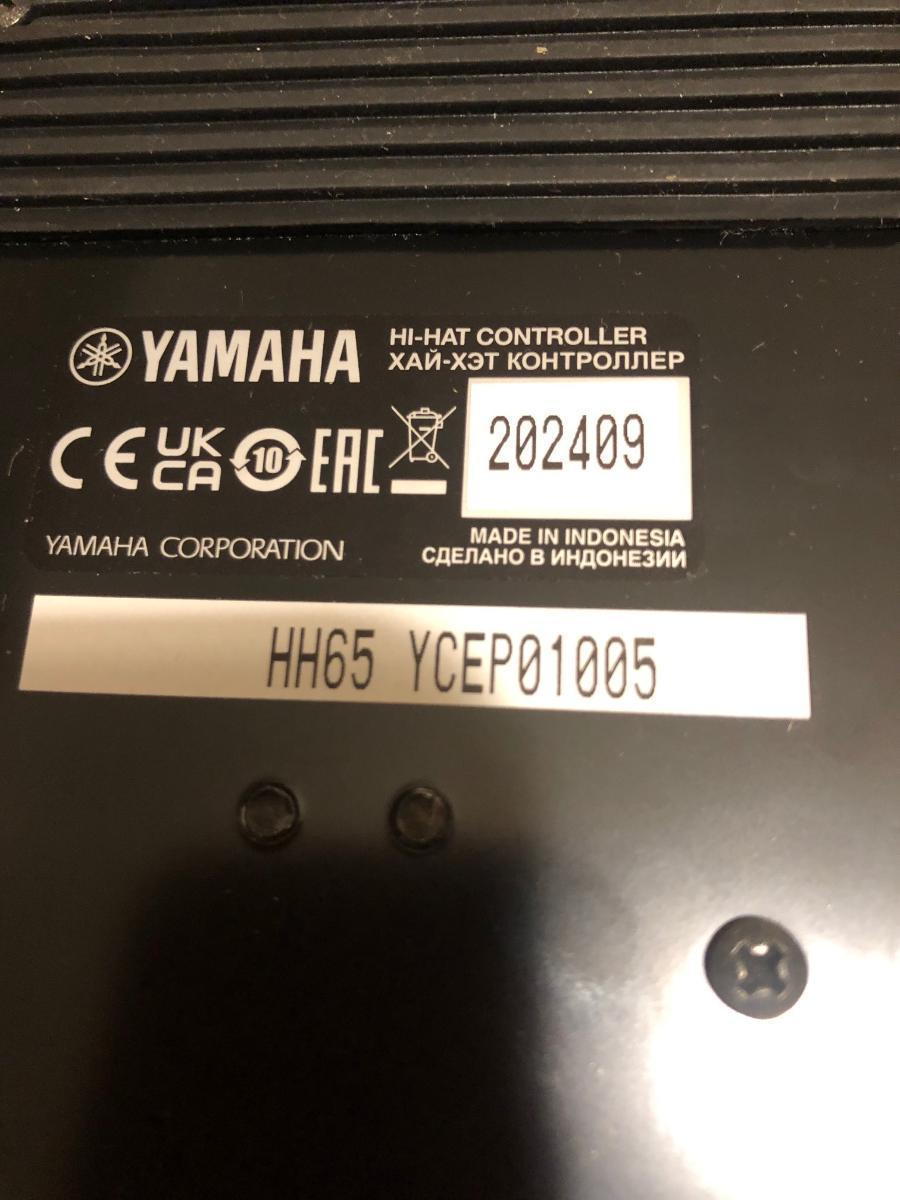 YAMAHA
HI-HAT CONTROLLER
ХАЙ-ХЭТ КОНТРОЛЛЕР
CE UK CA 10 EAC
202409
YAMAHA CORPORATION
MADE IN INDONESIA
СДЕЛАНО В ИНДОНЕЗИИ
HH65 YCEP01005